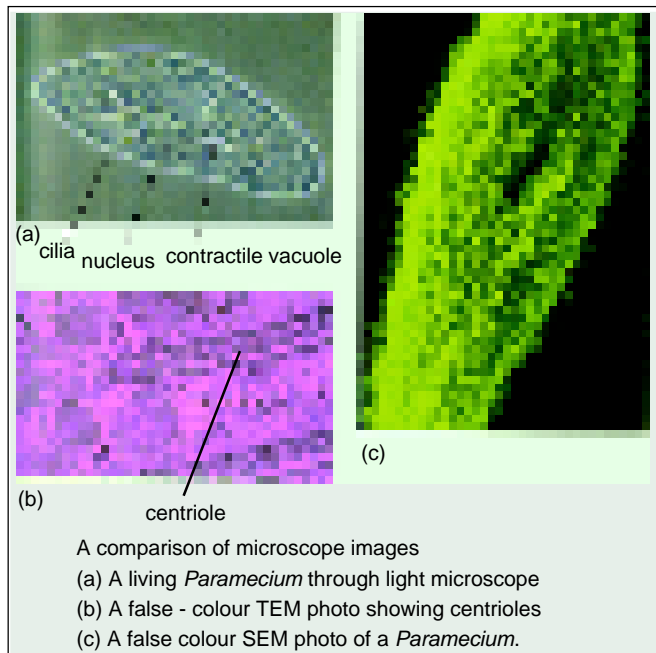 (a)
cilia nucleus contractile vacuole
(b)
centriole
(c)
A comparison of microscope images
(a) A living Paramecium through light microscope
(b) A false - colour TEM photo showing centrioles
(c) A false colour SEM photo of a Paramecium.